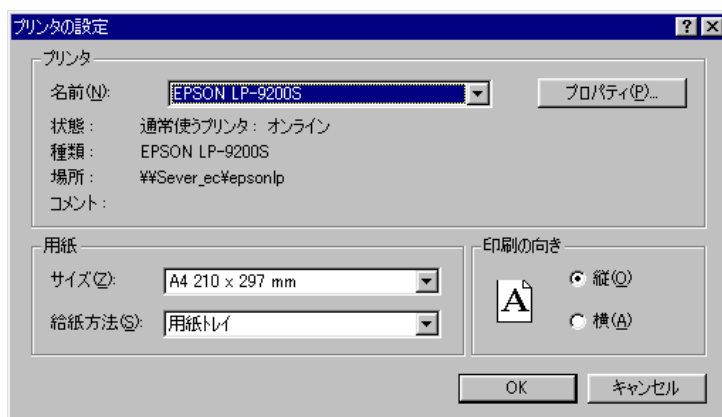 プリンタの設定
プリンタ
名前(N): EPSON LP-9200S プロパティ(P)...
状態： 通常使うプリンタ： オンライン
種類： EPSON LP-9200S
場所： ¥¥Sever_ec¥epsonlp
コメント：
用紙
サイズ(Z): A4 210 x 297 mm
給紙方法(S): 用紙トレイ
印刷の向き
A
縦(O)
横(A)
OK キャンセル